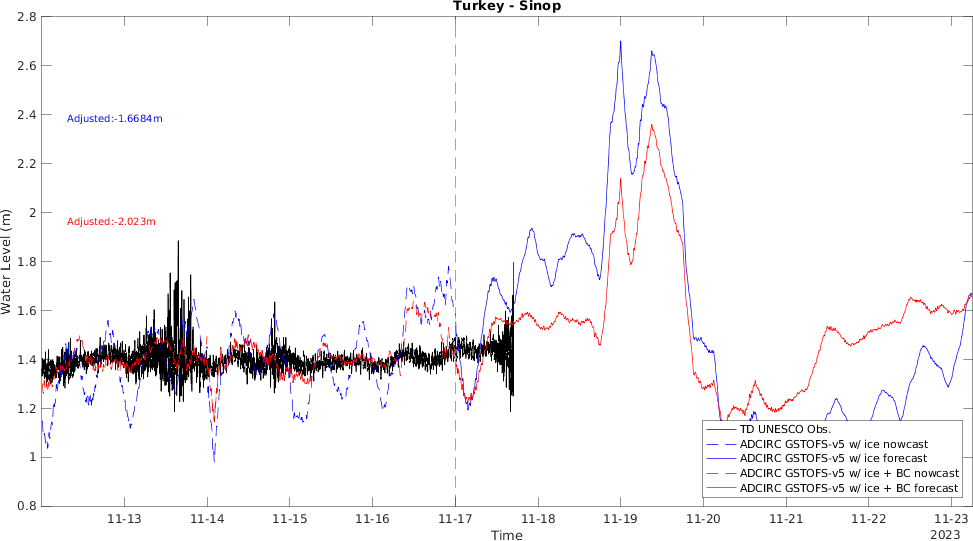 Turkey - Sinop
2.8
2.6
2.4
2.2
2
1.8
1.6
1.4
1.2
1
0.8
Water Level (m)
Adjusted:-1.6684m
Adjusted:-2.023m
TD UNESCO Obs.
ADCIRC GSTOFS-v5 w/ ice nowcast
ADCIRC GSTOFS-v5 w/ ice forecast
ADCIRC GSTOFS-v5 w/ ice + BC nowcast
ADCIRC GSTOFS-v5 w/ ice + BC forecast
11-13 11-14 11-15 11-16 11-17 11-18 11-19 11-20 11-21 11-22 11-23
2023
Time